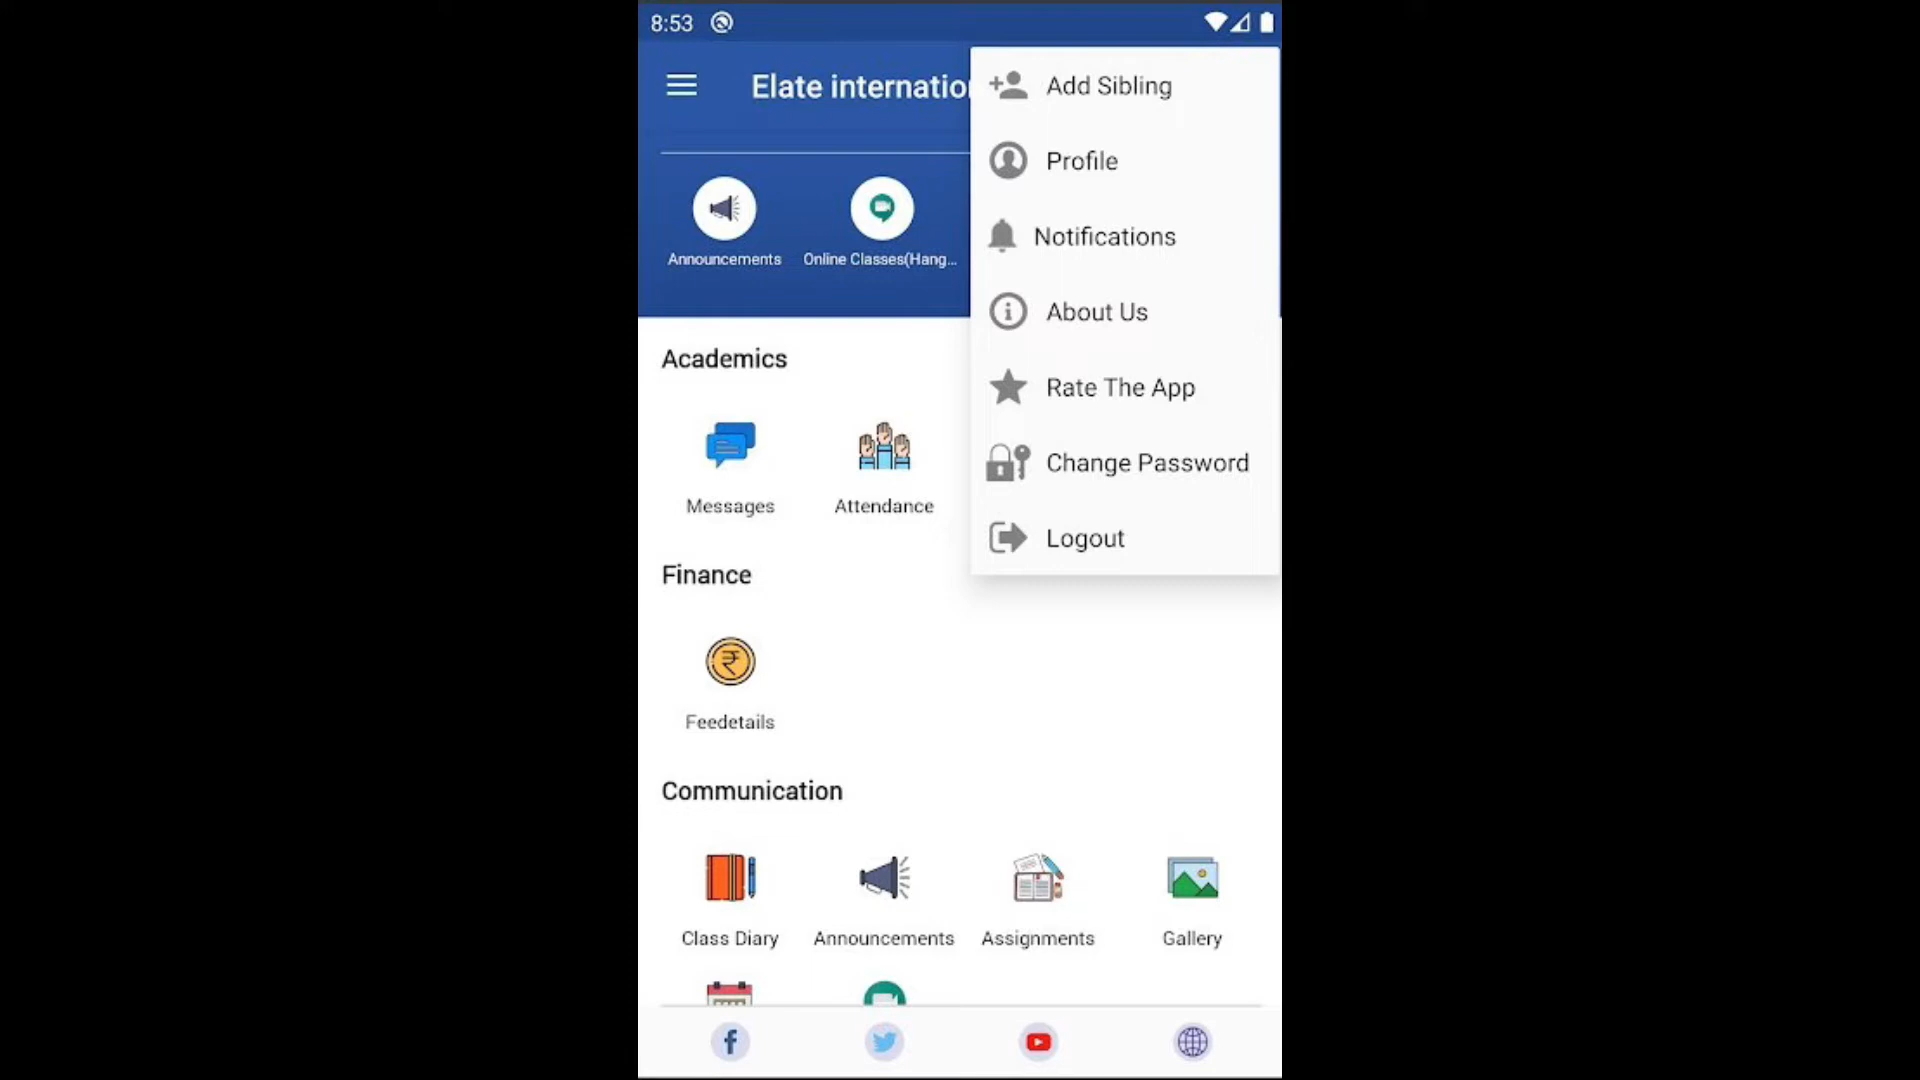 8:53
Elate internatio
Add Sibling
Profile
Notifications
About Us
Rate The App
Change Password
Logout
Announcements
Online Classes(Hang...
Academics
Messages
Attendance
Finance
Feedetails
Communication
Class Diary
Announcements
Assignments
Gallery